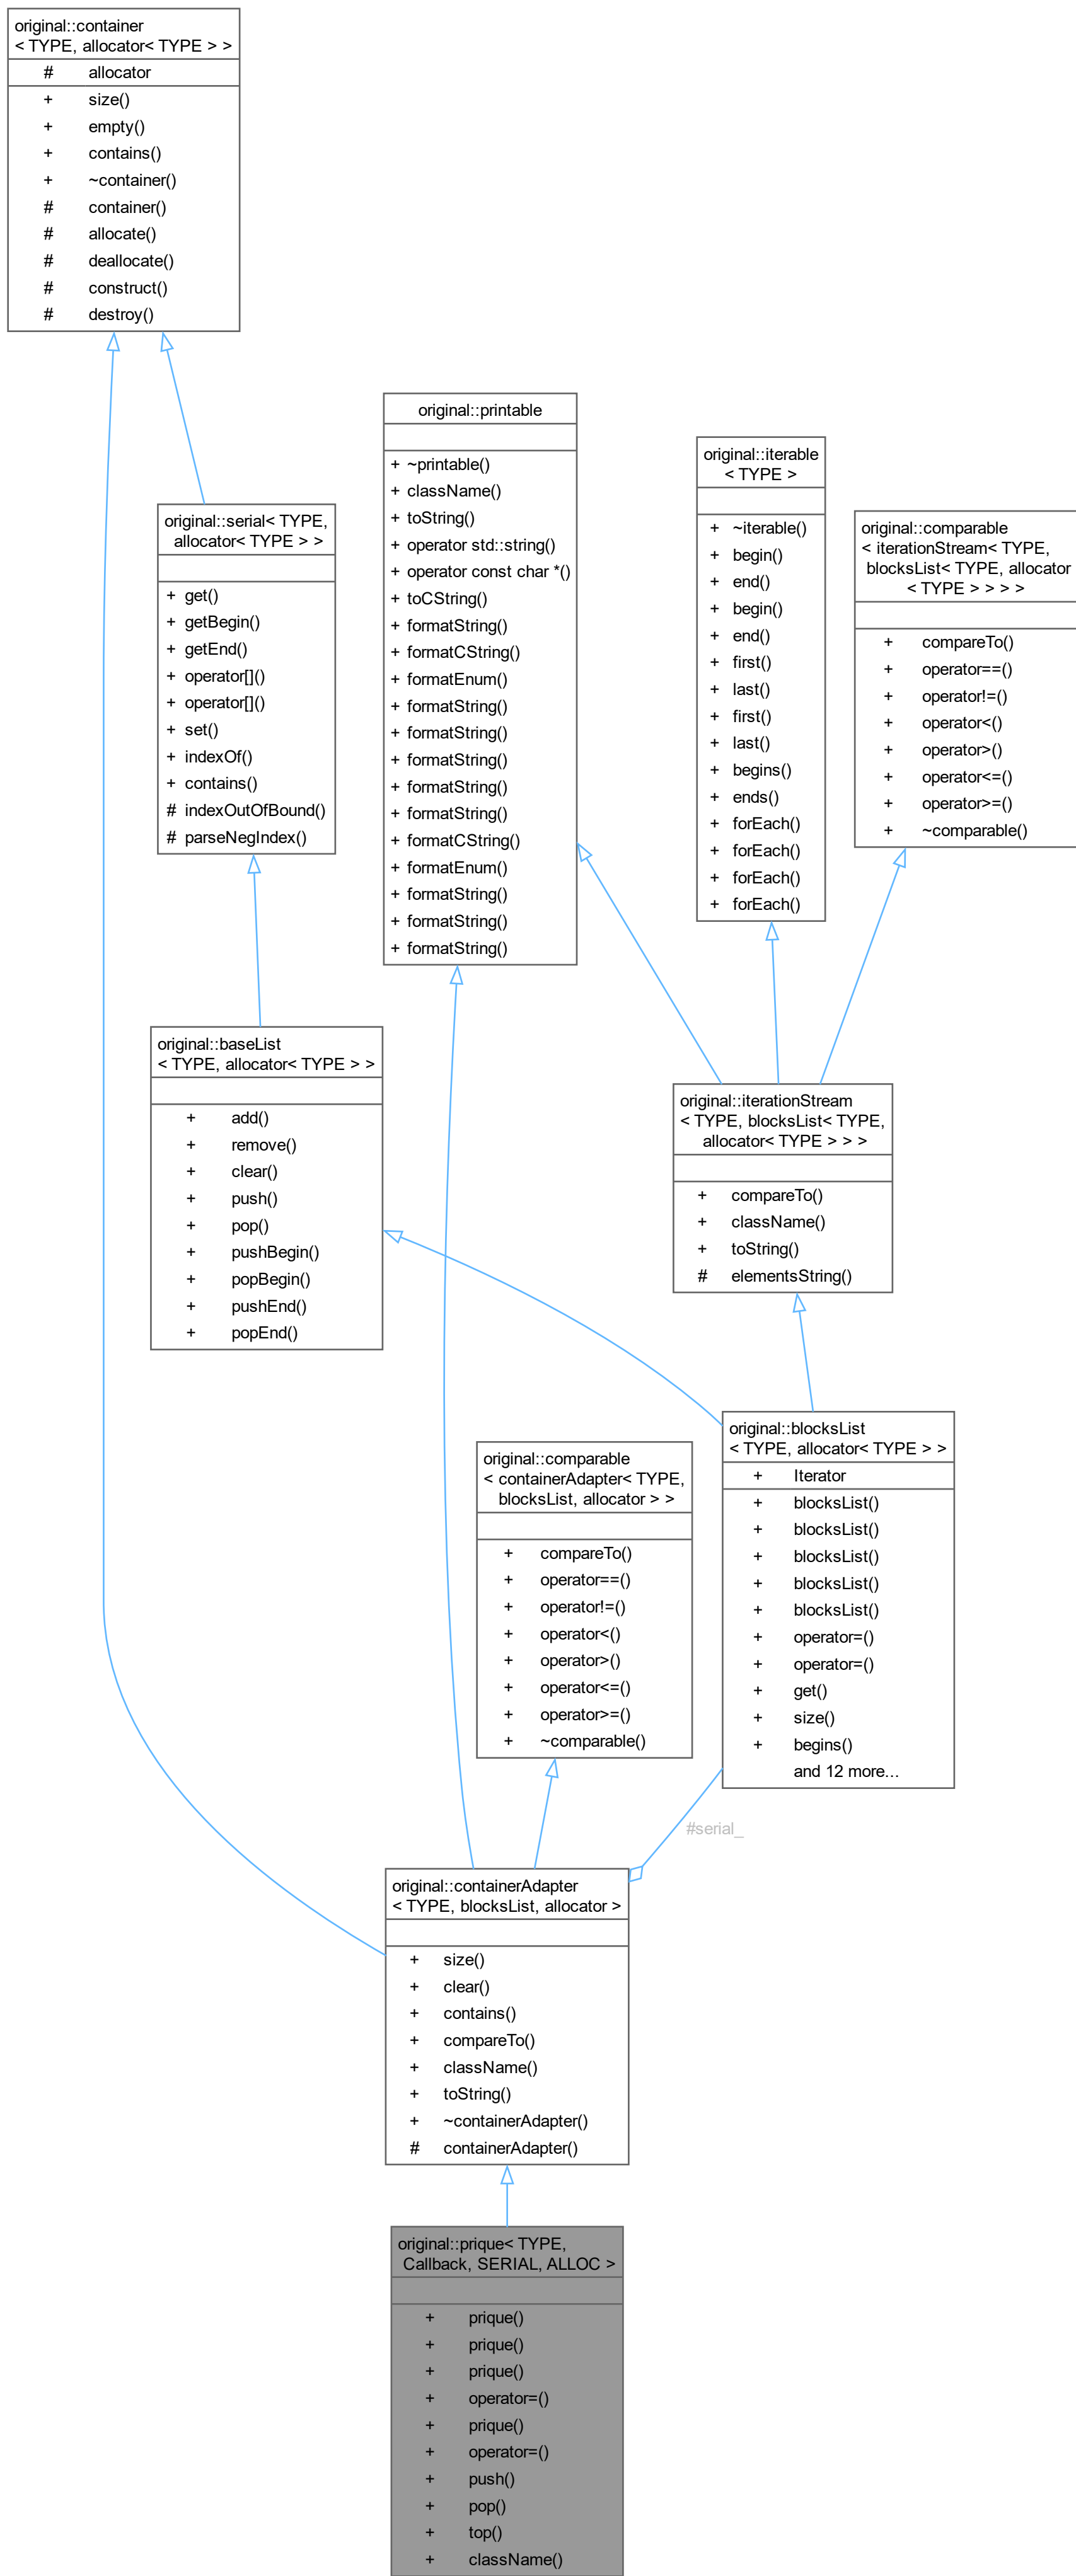 original::container
< TYPE, allocator< TYPE > >
# allocator
+ size()
+ empty()
+ contains()
+ ~container()
# container()
# allocate()
# deallocate()
# construct()
# destroy()
original::printable
+ ~printable()
+ className()
+ toString()
+ operator std::string()
+ operator const char *()
+ toCString()
+ formatString()
+ formatCString()
+ formatEnum()
+ formatString()
+ formatString()
+ formatString()
+ formatString()
+ formatString()
+ formatCString()
+ formatEnum()
+ formatString()
+ formatString()
+ formatString()
original::iterable
< TYPE >
+ ~iterable()
+ begin()
+ end()
+ begin()
+ end()
+ first()
+ last()
+ first()
+ last()
+ begins()
+ ends()
+ forEach()
+ forEach()
+ forEach()
+ forEach()
original::serial< TYPE,
allocator< TYPE > >
+ get()
+ getBegin()
+ getEnd()
+ operator[]()
+ operator[]()
+ set()
+ indexOf()
+ contains()
# indexOutOfBound()
# parseNegIndex()
original::comparable
< iterationStream< TYPE,
blocksList< TYPE, allocator
< TYPE > > > >
+ compareTo()
+ operator==()
+ operator!=()
+ operator<()
+ operator>()
+ operator<=()
+ operator>=()
+ ~comparable()
original::baseList
< TYPE, allocator< TYPE > >
+ add()
+ remove()
+ clear()
+ push()
+ pop()
+ pushBegin()
+ popBegin()
+ pushEnd()
+ popEnd()
original::iterationStream
< TYPE, blocksList< TYPE,
allocator< TYPE > > >
+ compareTo()
+ className()
+ toString()
# elementsString()
original::blocksList
< TYPE, allocator< TYPE > >
+ Iterator
+ blocksList()
+ blocksList()
+ blocksList()
+ blocksList()
+ blocksList()
+ operator=()
+ operator=()
+ get()
+ size()
+ begins()
and 12 more...
original::comparable
< containerAdapter< TYPE,
blocksList, allocator > >
+ compareTo()
+ operator==()
+ operator!=()
+ operator<()
+ operator>()
+ operator<=()
+ operator>=()
+ ~comparable()
#serial_
original::containerAdapter
< TYPE, blocksList, allocator >
+ size()
+ clear()
+ contains()
+ compareTo()
+ className()
+ toString()
+ ~containerAdapter()
# containerAdapter()
original::prique< TYPE,
Callback, SERIAL, ALLOC >
+ prique()
+ prique()
+ prique()
+ operator=()
+ prique()
+ operator=()
+ push()
+ pop()
+ top()
+ className()